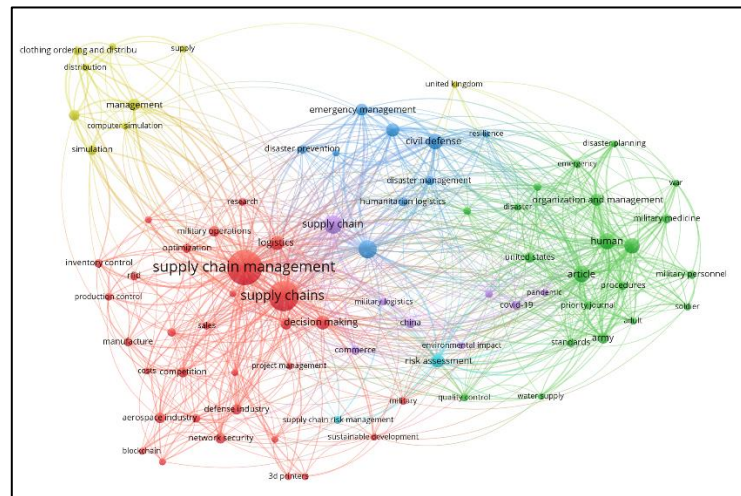 clothing ordering and distribu
supply
distribution
management
computer simulation
simulation
united kingdom
emergency management
civil defense
resilience
disaster prevention
disaster management
humanitarian logistics
disaster planning
emergency
war
organization and management
disaster
military medicine
human
united states
article
procedures
military personnel
priority journal
soldier
adult
standards
army
research
military operations
logistics
supply chain
optimization
supply chain management
inventory control
rfid
production control
supply chains
military logistics
pandemic
covid-19
sales
decision making
china
manufacture
commerce
environmental impact
risk assessment
project management
costs
competition
military
quality control
water supply
aerospace industry
defense industry
supply chain risk management
network security
sustainable development
blockchain
3d printers